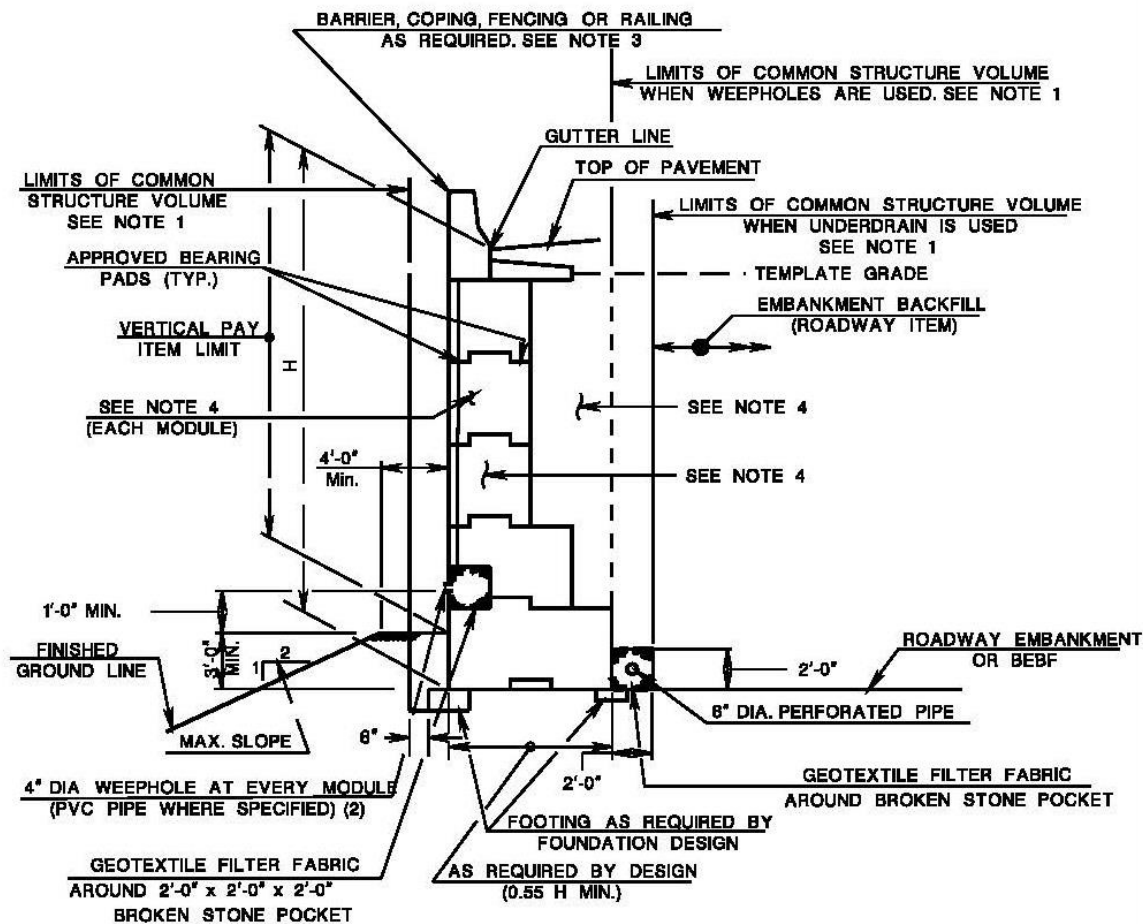 BARRIER, COPING, FENCING OR RAILING
AS REQUIRED. SEE NOTE 3
LIMITS OF COMMON STRUCTURE VOLUME
WHEN WEEPHOLES ARE USED. SEE NOTE 1
GUTTER LINE
TOP OF PAVEMENT
LIMITS OF COMMON
STRUCTURE VOLUME
SEE NOTE 1
LIMITS OF COMMON STRUCTURE VOLUME
WHEN UNDERDRAIN IS USED
SEE NOTE 1
APPROVED BEARING
PADS (TYP.)
TEMPLATE GRADE
EMBANKMENT BACKFILL
(ROADWAY ITEM)
VERTICAL PAY
ITEM LIMIT
H
SEE NOTE 4
(EACH MODULE)
SEE NOTE 4
4'-0"
Min.
SEE NOTE 4
1'-0" MIN.
FINISHED
GROUND LINE
1
2
3'-0"
MIN.
ROADWAY EMBANKMENT
OR BEBF
2'-0"
6" DIA. PERFORATED PIPE
MAX. SLOPE
6"
2'-0"
4" DIA WEEPHOLE AT EVERY MODULE
(PVC PIPE WHERE SPECIFIED) (2)
GEOTEXTILE FILTER FABRIC
AROUND BROKEN STONE POCKET
FOOTING AS REQUIRED BY
FOUNDATION DESIGN
GEOTEXTILE FILTER FABRIC
AROUND 2'-0" x 2'-0" x 2'-0"
BROKEN STONE POCKET
AS REQUIRED BY DESIGN
(0.55 H MIN.)